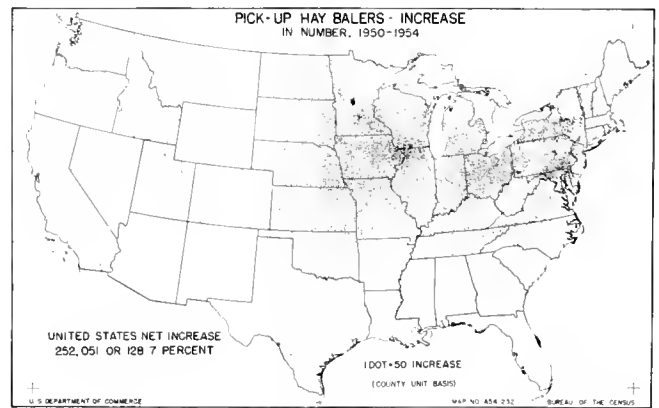 PICK-UP HAY BALERS - INCREASE
IN NUMBER, 1950-1954
UNITED STATES NET INCREASE
252,051 OR 128 7 PERCENT
1 DOT=50 INCREASE
(COUNTY UNIT BASIS)
U. S. DEPARTMENT OF COMMERCE
MAP NO. A54 232
BUREAU OF THE CENSUS